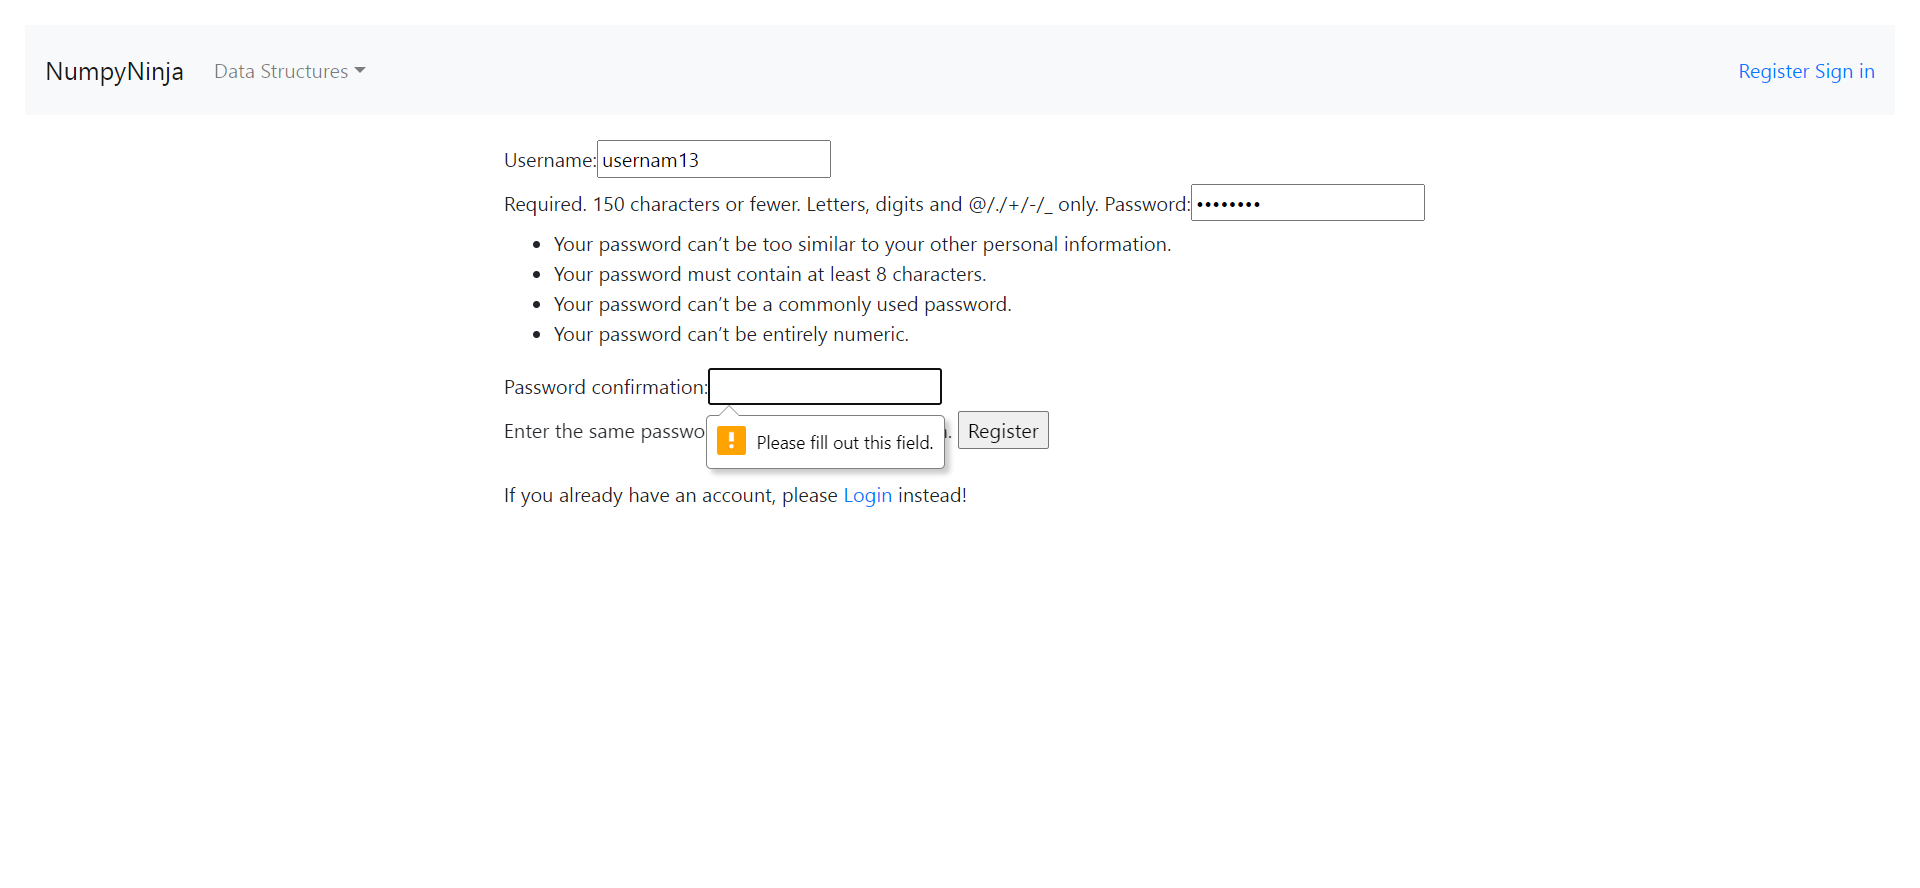 NumpyNinja Data Structures Register Sign in
Username: usernam13
Required. 150 characters or fewer. Letters, digits and @/./+/-/_ only. Password: ••••••••
• Your password can’t be too similar to your other personal information.
• Your password must contain at least 8 characters.
• Your password can’t be a commonly used password.
• Your password can’t be entirely numeric.
Password confirmation:
Enter the same Register
Please fill out this field.
If you already have an account, please Login instead!